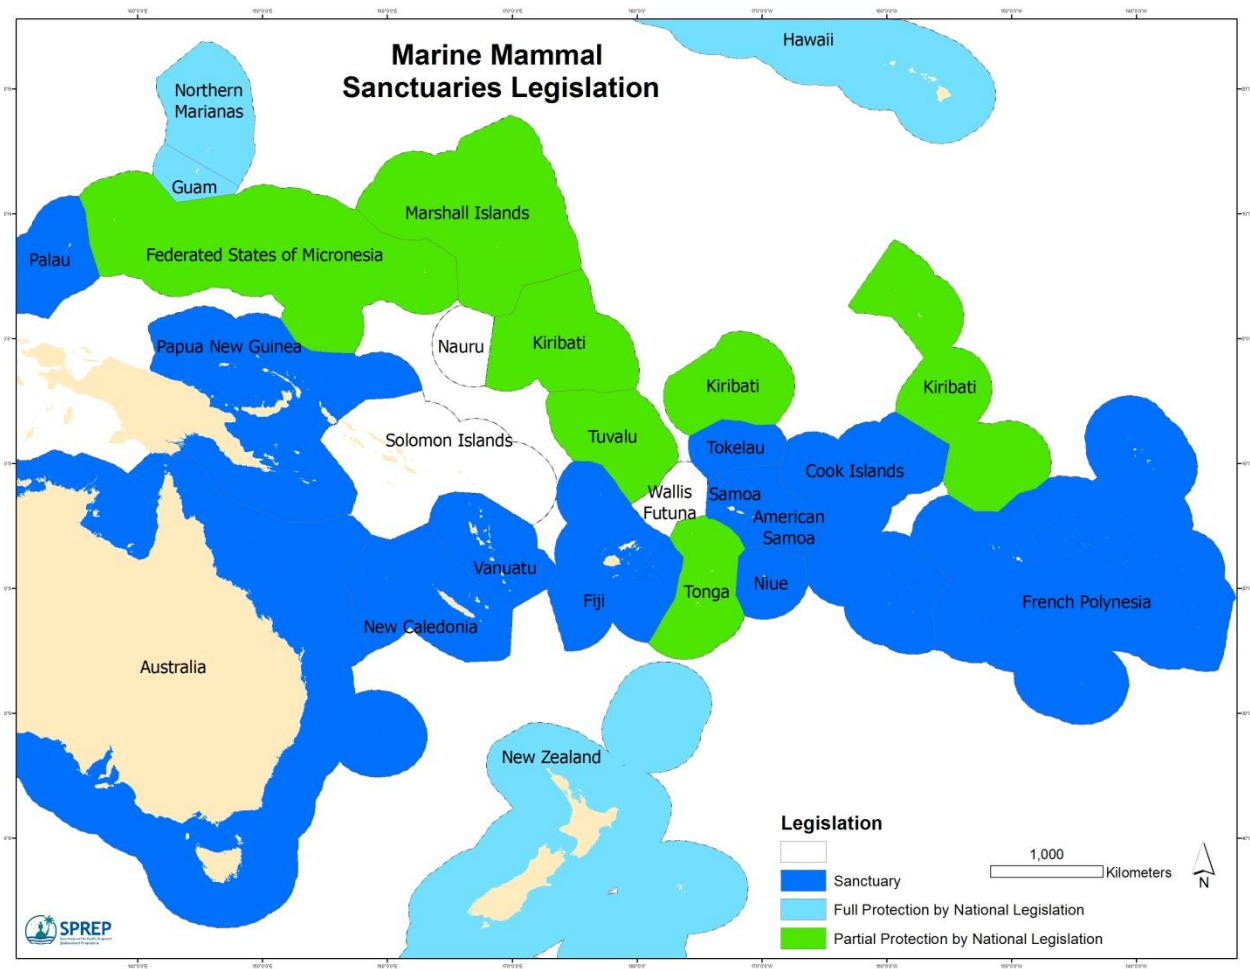 Marine Mammal
Sanctuaries Legislation
Hawaii
Northern
Marianas
Guam
Marshall Islands
Palau
Federated States of Micronesia
Papua New Guinea
Nauru
Kiribati
Kiribati
Kiribati
Solomon Islands
Tuvalu
Tokelau
Cook Islands
Wallis
Futuna
Samoa
American
Samoa
Vanuatu
Fiji
Tonga
Niue
French Polynesia
New Caledonia
Australia
New Zealand
Legislation
Sanctuary
Full Protection by National Legislation
Partial Protection by National Legislation
1,000
Kilometers
N
SPREP